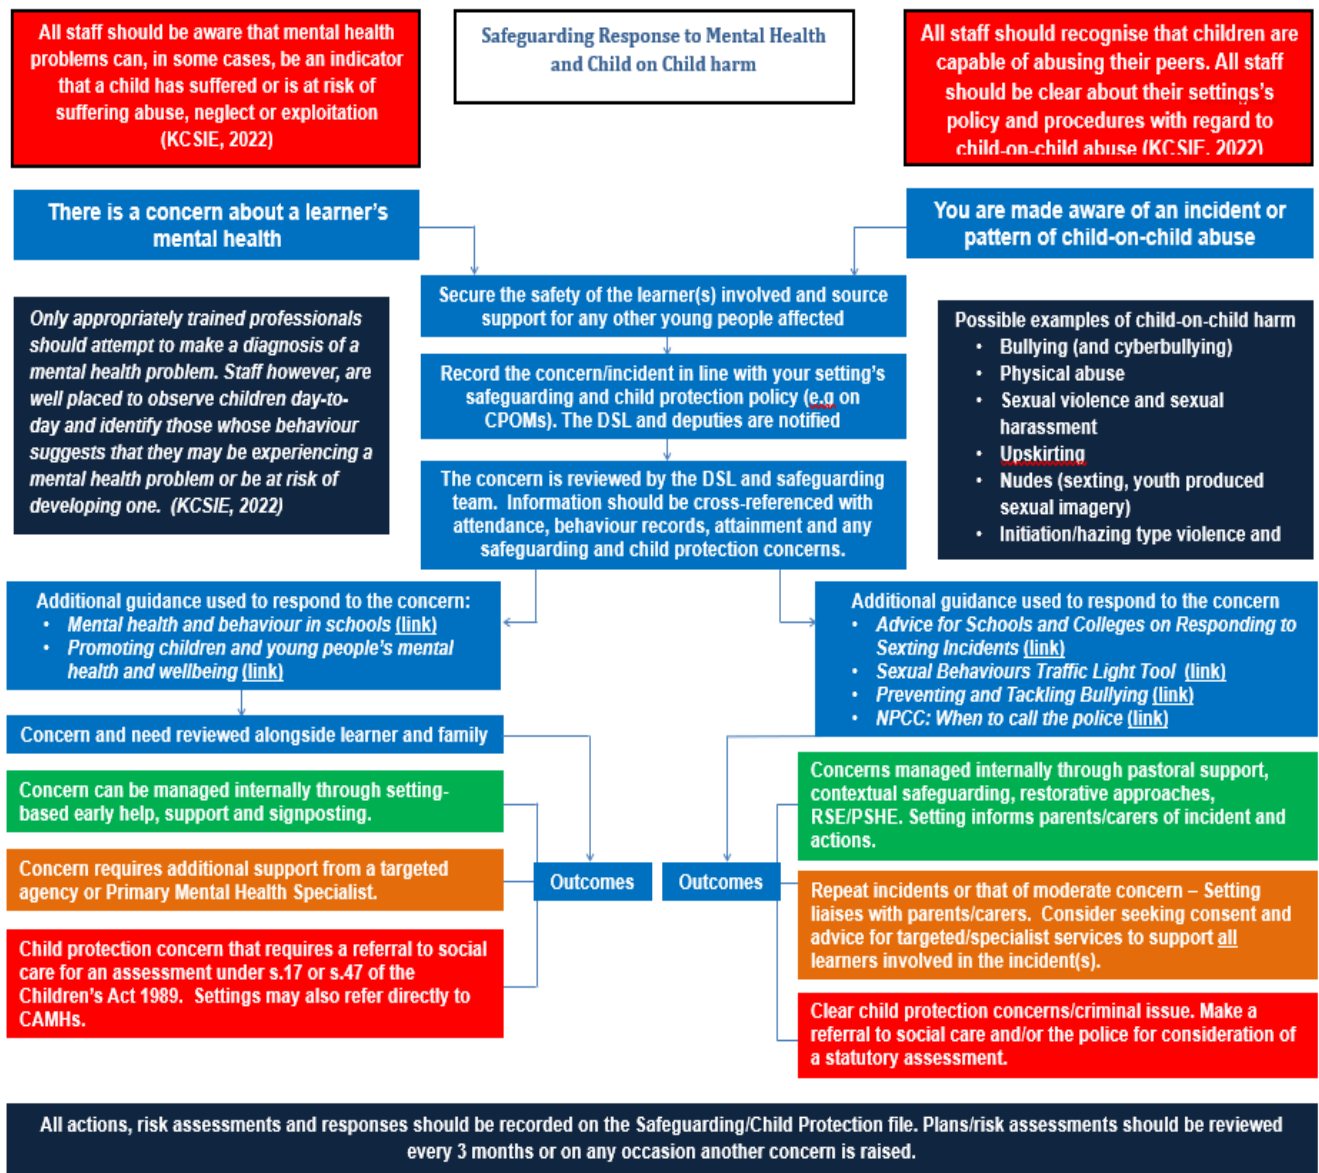 All staff should be aware that mental health
problems can, in some cases, be an indicator
that a child has suffered or is at risk of
suffering abuse, neglect or exploitation
(KCSIE, 2022)
Safeguarding Response to Mental Health
and Child on Child harm
All staff should recognise that children are
capable of abusing their peers. All staff
should be clear about their settings's
policy and procedures with regard to
child-on-child abuse (KCSIE, 2022)
There is a concern about a learner's
mental health
You are made aware of an incident or
pattern of child-on-child abuse
Secure the safety of the learner(s) involved and source
support for any other young people affected
Only appropriately trained professionals
should attempt to make a diagnosis of a
mental health problem. Staff however, are
well placed to observe children day-to-
day and identify those whose behaviour
suggests that they may be experiencing a
mental health problem or be at risk of
developing one. (KCSIE, 2022)
Record the concern/incident in line with your setting's
safeguarding and child protection policy (e.g on
CPOMs). The DSL and deputies are notified
Possible examples of child-on-child harm
• Bullying (and cyberbullying)
• Physical abuse
• Sexual violence and sexual
harassment
• Upskirting
• Nudes (sexting, youth produced
sexual imagery)
• Initiation/hazing type violence and
The concern is reviewed by the DSL and safeguarding
team. Information should be cross-referenced with
attendance, behaviour records, attainment and any
safeguarding and child protection concerns.
Additional guidance used to respond to the concern:
• Mental health and behaviour in schools (link)
• Promoting children and young people's mental
health and wellbeing (link)
Additional guidance used to respond to the concern
• Advice for Schools and Colleges on Responding to
Sexting Incidents (link)
• Sexual Behaviours Traffic Light Tool (link)
• Preventing and Tackling Bullying (link)
• NPCC: When to call the police (link)
Concern and need reviewed alongside learner and family
Concern can be managed internally through setting-
based early help, support and signposting.
Concern requires additional support from a targeted
agency or Primary Mental Health Specialist.
Child protection concern that requires a referral to social
care for an assessment under s.17 or s.47 of the
Children's Act 1989. Settings may also refer directly to
CAMHs.
Outcomes
Outcomes
Concerns managed internally through pastoral support,
contextual safeguarding, restorative approaches,
RSE/PSHE. Setting informs parents/carers of incident and
actions.
Repeat incidents or that of moderate concern – Setting
liaises with parents/carers. Consider seeking consent and
advice for targeted/specialist services to support all
learners involved in the incident(s).
Clear child protection concerns/criminal issue. Make a
referral to social care and/or the police for consideration of
a statutory assessment.
All actions, risk assessments and responses should be recorded on the Safeguarding/Child Protection file. Plans/risk assessments should be reviewed
every 3 months or on any occasion another concern is raised.